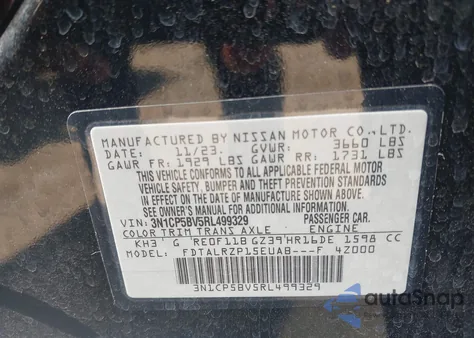 MANUFACTURED BY NISSAN MOTOR CO.,LTD.
DATE: 11/23. GVWR: 3660 LBS
GAWR FR: 1929 LBS GAWR RR: 1731 LBS
THIS VEHICLE CONFORMS TO ALL APPLICABLE FEDERAL MOTOR
VEHICLE SAFETY, BUMPER AND THEFT PREVENTION STANDARDS
IN EFFECT ON THE DATE OF MANUFACTURE SHOWN ABOVE.
SEE OWNER'S MANUAL FOR ADDITIONAL INFORMATION.
VIN: 3N1CP5BV5RL499329 PASSENGER CAR.
COLOR TRIM TRANS AXLE ENGINE
KH3 G RE0F11B GZ39 HR16DE 1598 CC
MODEL: FDTALRZP15EUAB---F 4Z000
3N1CP5BV5RL499329
autoSnap